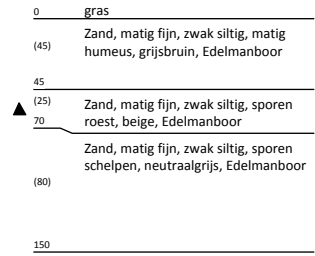 0 gras
Zand, matig fijn, zwak siltig, matig
(45) humeus, grijsbruin, Edelmanboor
45
(25) Zand, matig fijn, zwak siltig, sporen
70 roest, beige, Edelmanboor
Zand, matig fijn, zwak siltig, sporen
schelpen, neutraalgrijs, Edelmanboor
(80)
150